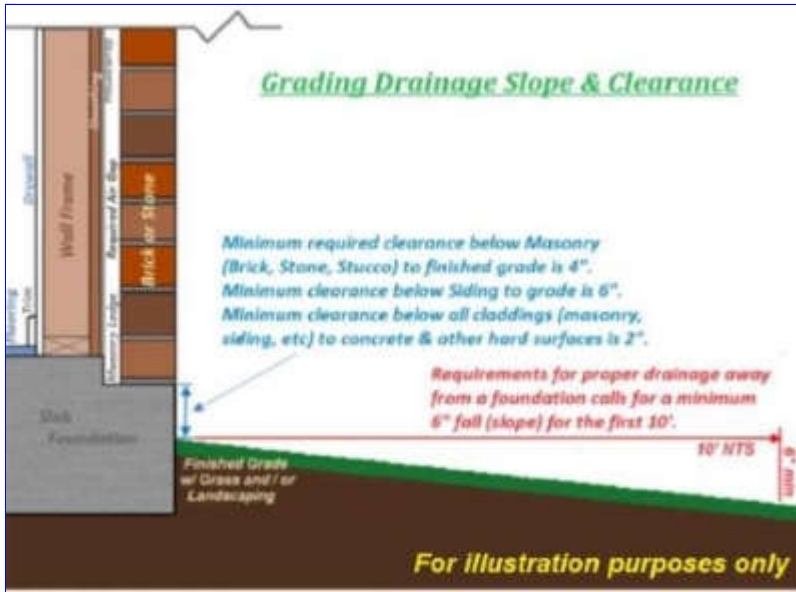 Grading Drainage Slope & Clearance
Flooring
Trim
Drywall
Wall Frame
Sheathing
Masonry Ledge
Required Air Gap
Brick or Stone
Minimum required clearance below Masonry
(Brick, Stone, Stucco) to finished grade is 4".
Minimum clearance below Siding to grade is 6".
Minimum clearance below all claddings (masonry,
siding, etc) to concrete & other hard surfaces is 2".
Requirements for proper drainage away
from a foundation calls for a minimum
6" fall (slope) for the first 10'.
10' NTS
6" min
Slab
Foundation
Finished Grade
w/ Grass and / or
Landscaping
For illustration purposes only